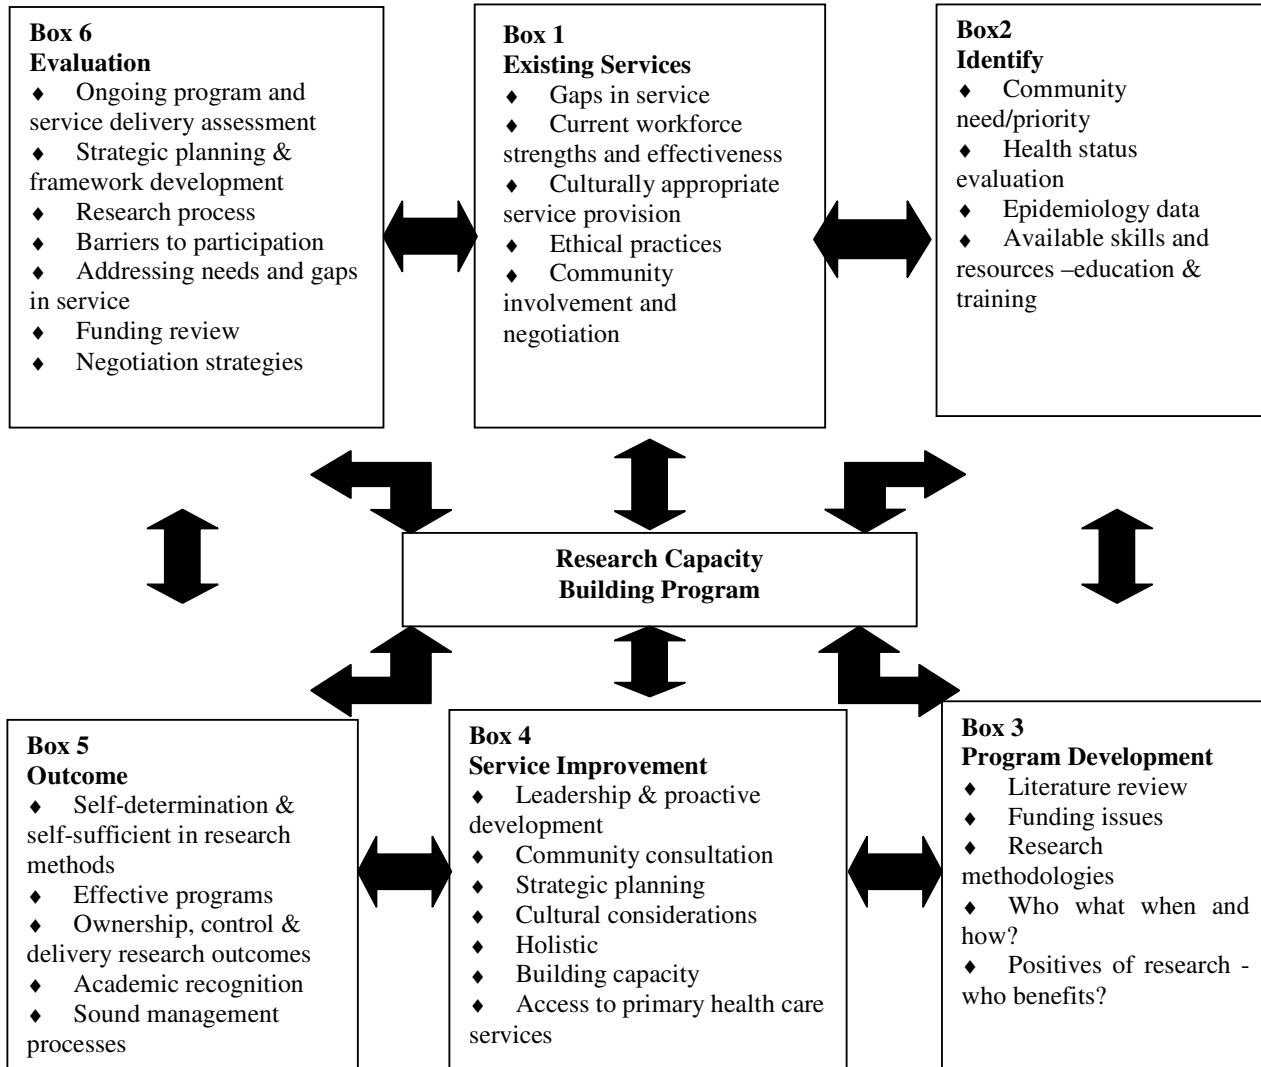 Box 6
Evaluation
♦ Ongoing program and
service delivery assessment
♦ Strategic planning &
framework development
♦ Research process
♦ Barriers to participation
♦ Addressing needs and gaps
in service
♦ Funding review
♦ Negotiation strategies
Box 1
Existing Services
♦ Gaps in service
♦ Current workforce
strengths and effectiveness
♦ Culturally appropriate
service provision
♦ Ethical practices
♦ Community
involvement and
negotiation
Box2
Identify
♦ Community
need/priority
♦ Health status
evaluation
♦ Epidemiology data
♦ Available skills and
resources –education &
training
Research Capacity
Building Program
Box 5
Outcome
♦ Self-determination &
self-sufficient in research
methods
♦ Effective programs
♦ Ownership, control &
delivery research outcomes
♦ Academic recognition
♦ Sound management
processes
Box 4
Service Improvement
♦ Leadership & proactive
development
♦ Community consultation
♦ Strategic planning
♦ Cultural considerations
♦ Holistic
♦ Building capacity
♦ Access to primary health care
services
Box 3
Program Development
♦ Literature review
♦ Funding issues
♦ Research
methodologies
♦ Who what when and
how?
♦ Positives of research -
who benefits?